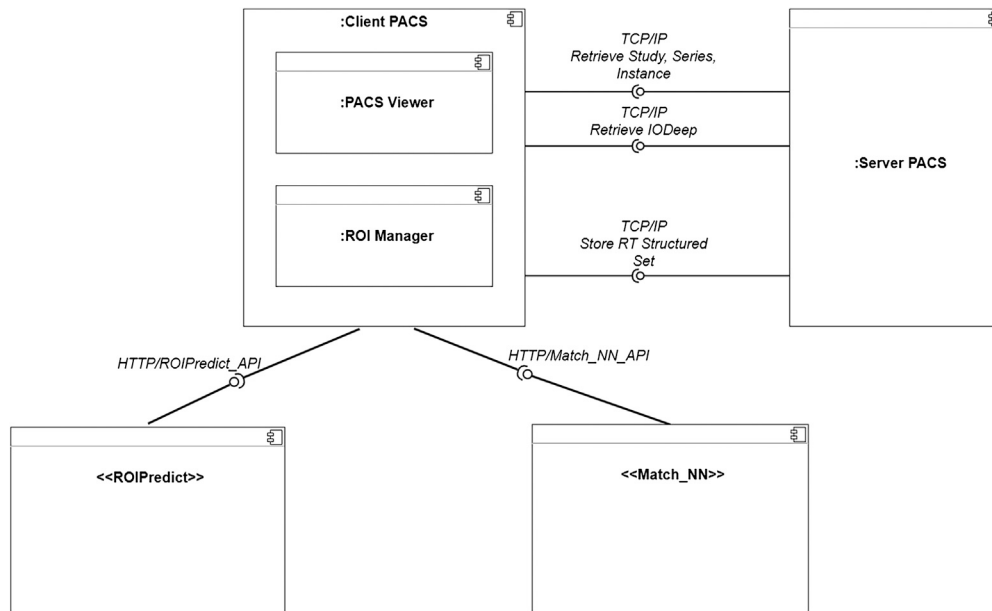 :Client PACS
:PACS Viewer
:ROI Manager
TCP/IP
Retrieve Study, Series,
Instance
TCP/IP
Retrieve IODeep
TCP/IP
Store RT Structured
Set
:Server PACS
HTTP/ROIPredict_API
HTTP/Match_NN_API
<<ROIPredict>>
<<Match_NN>>